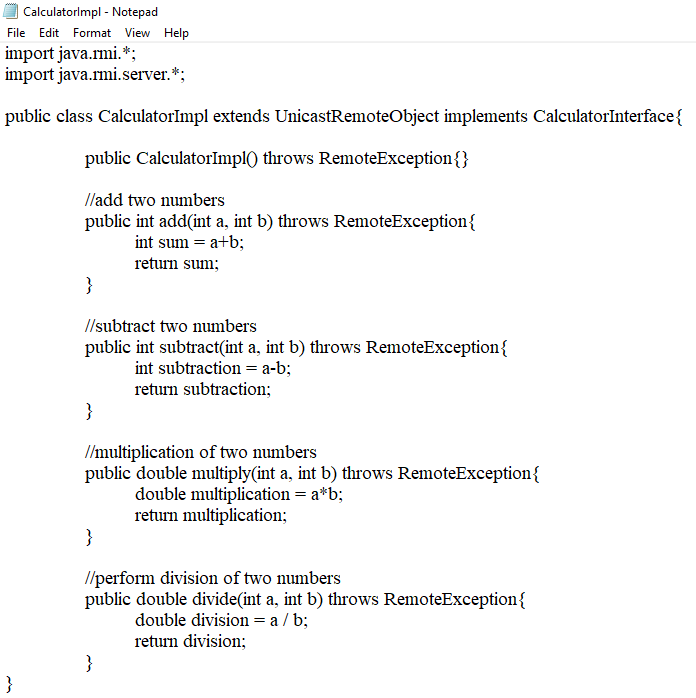 CalculatorImpl - Notepad
File Edit Format View Help
import java.rmi.*;
import java.rmi.server.*;
public class CalculatorImpl extends UnicastRemoteObject implements CalculatorInterface{
public CalculatorImpl() throws RemoteException{}
//add two numbers
public int add(int a, int b) throws RemoteException{
int sum = a+b;
return sum;
}
//subtract two numbers
public int subtract(int a, int b) throws RemoteException{
int subtraction = a-b;
return subtraction;
}
//multiplication of two numbers
public double multiply(int a, int b) throws RemoteException{
double multiplication = a*b;
return multiplication;
}
//perform division of two numbers
public double divide(int a, int b) throws RemoteException{
double division = a / b;
return division;
}
}